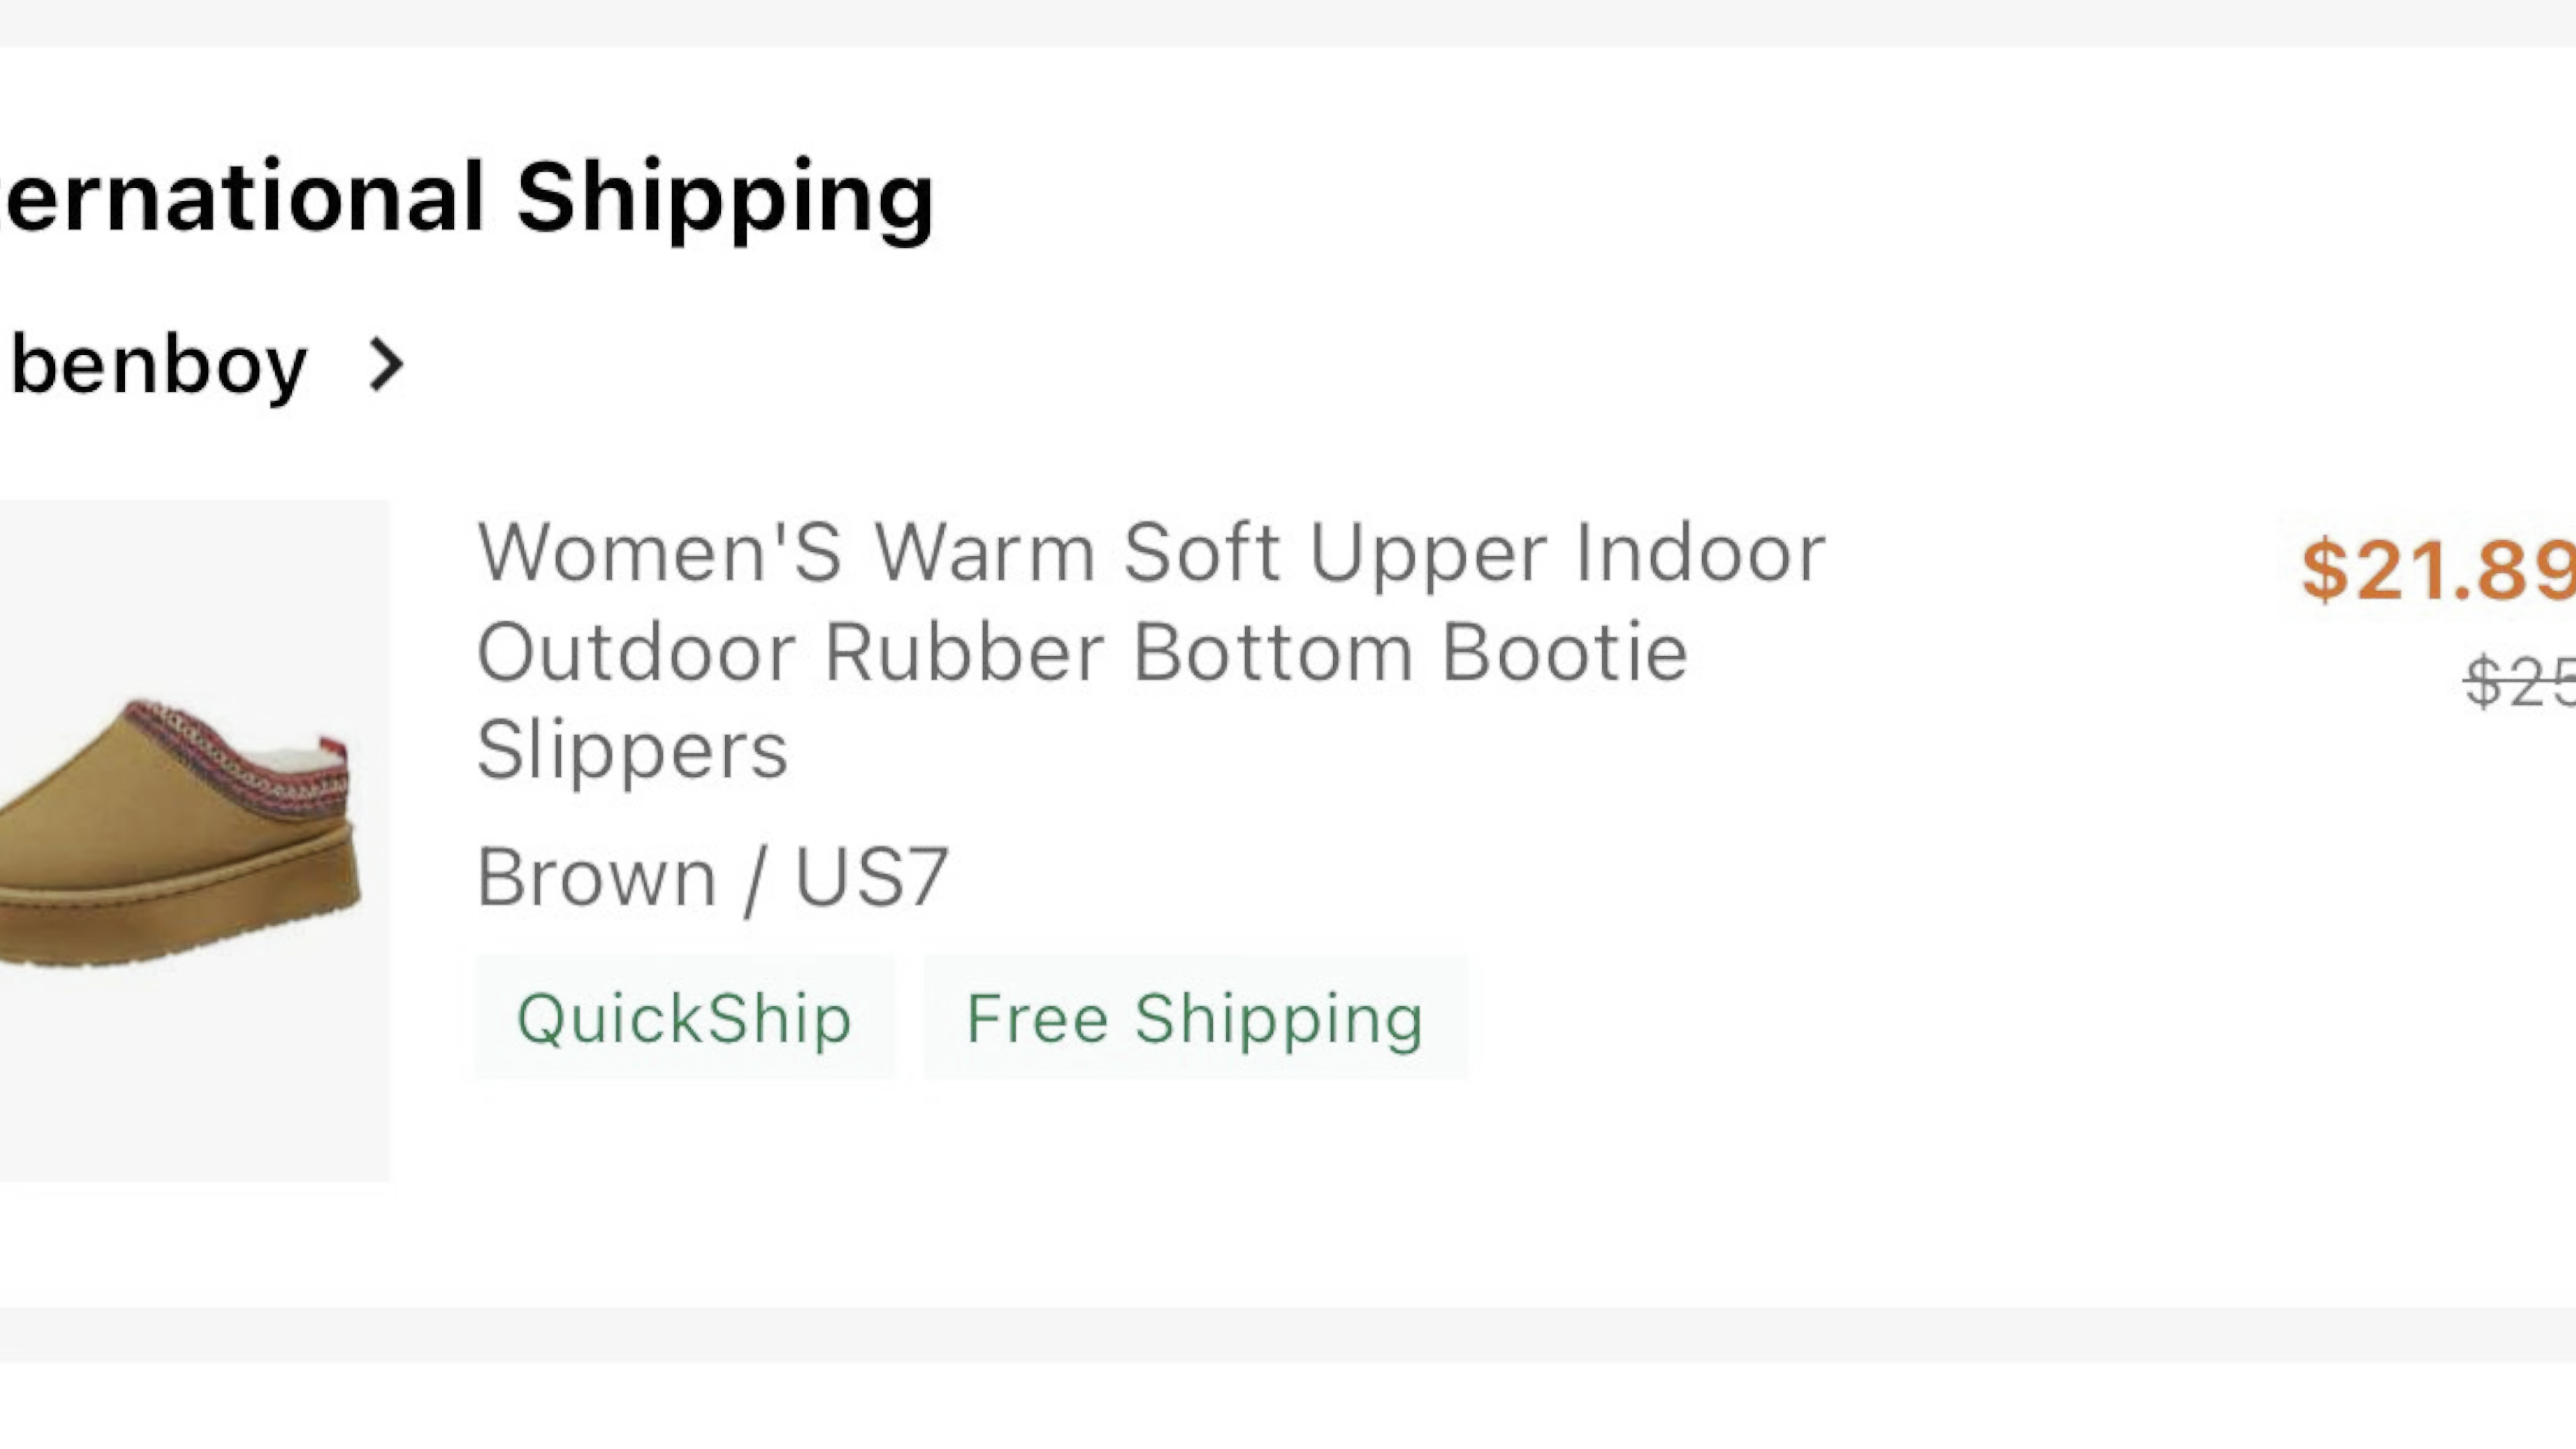 ernational Shipping
benboy
Women'S Warm Soft Upper Indoor
Outdoor Rubber Bottom Bootie
Slippers
$21.89
$25
Brown / US7
QuickShip Free Shipping